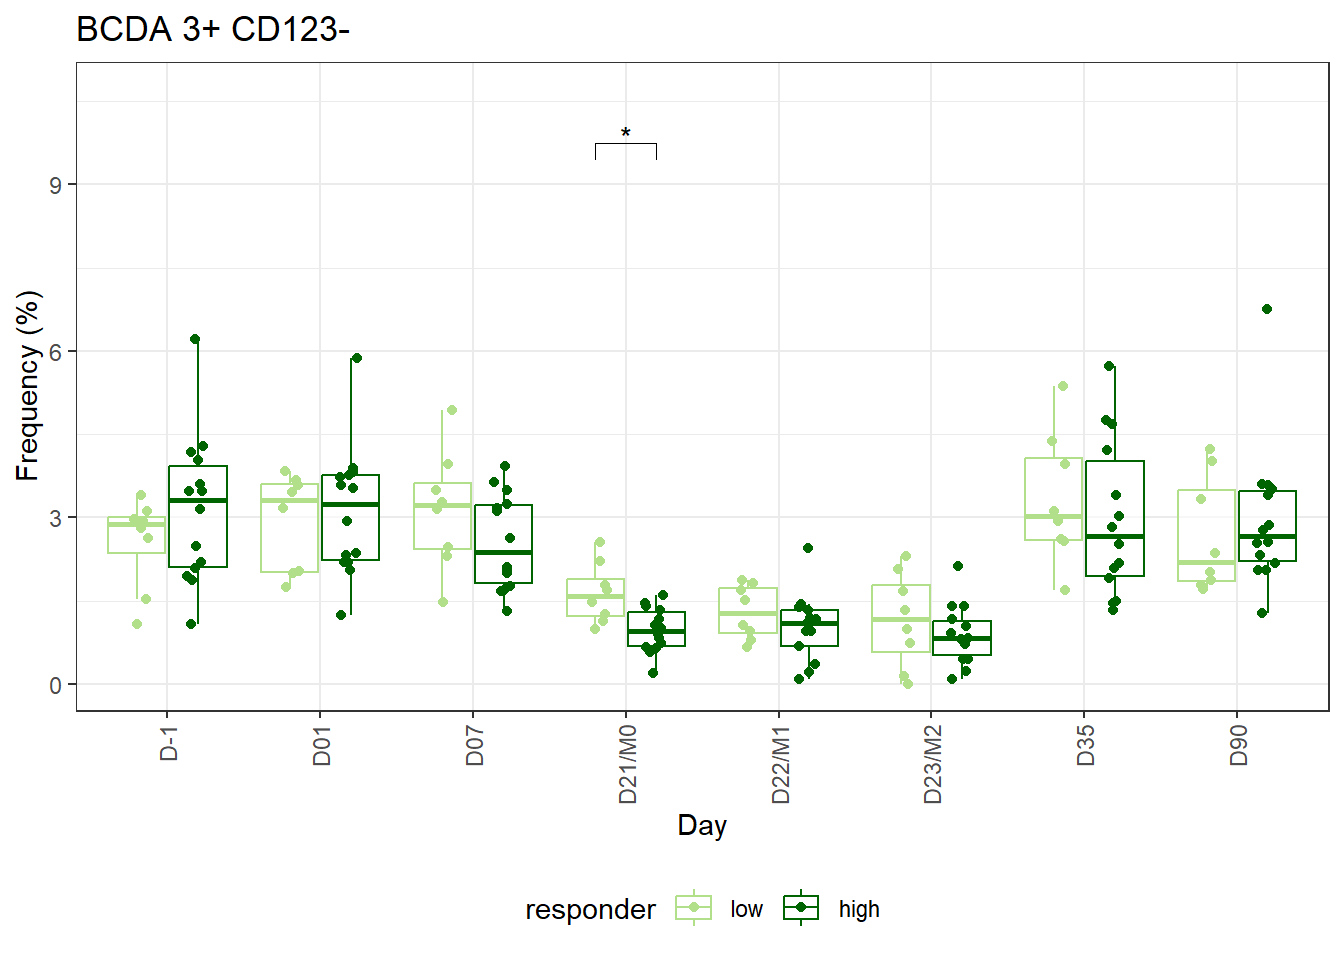 BCDA 3+ CD123-
Frequency (%)
9
6
3
0
*
D-1
D01
D07
D21/M0
D22/M1
D23/M2
D35
D90
Day
responder low high